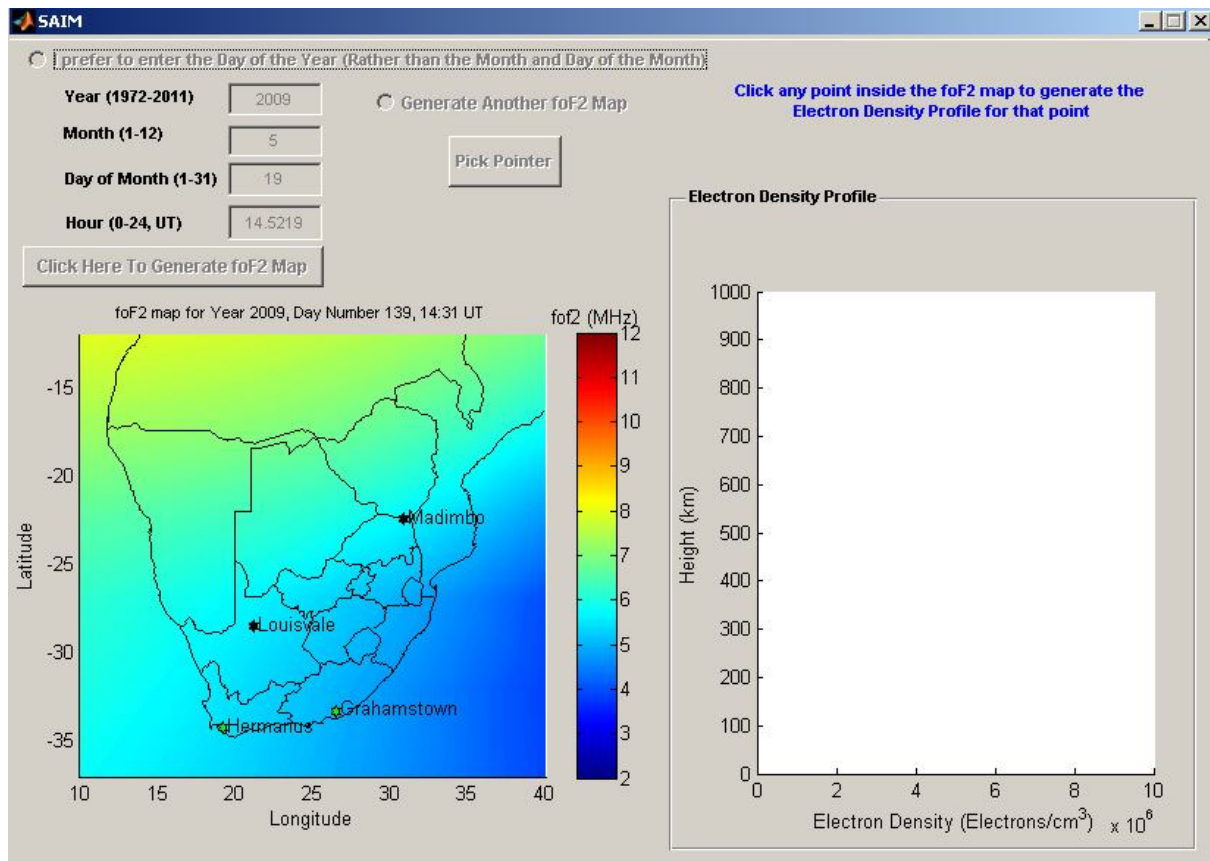 SAIM
I prefer to enter the Day of the Year (Rather than the Month and Day of the Month)
Year (1972-2011)
2009
Month (1-12)
5
Day of Month (1-31)
19
Hour (0-24, UT)
14.5219
Click Here To Generate foF2 Map
Generate Another foF2 Map
Pick Pointer
Click any point inside the foF2 map to generate the
Electron Density Profile for that point
foF2 map for Year 2009, Day Number 139, 14:31 UT
fof2 (MHz)
12
11
10
9
8
7
6
5
4
3
2
Latitude
-15
-20
-25
-30
-35
Madimbo
Louisvale
Grahamstown
Hermanus
10 15 20 25 30 35 40
Longitude
Electron Density Profile
Height (km)
1000
900
800
700
600
500
400
300
200
100
0
0 2 4 6 8 10
Electron Density (Electrons/cm³) x 10⁶